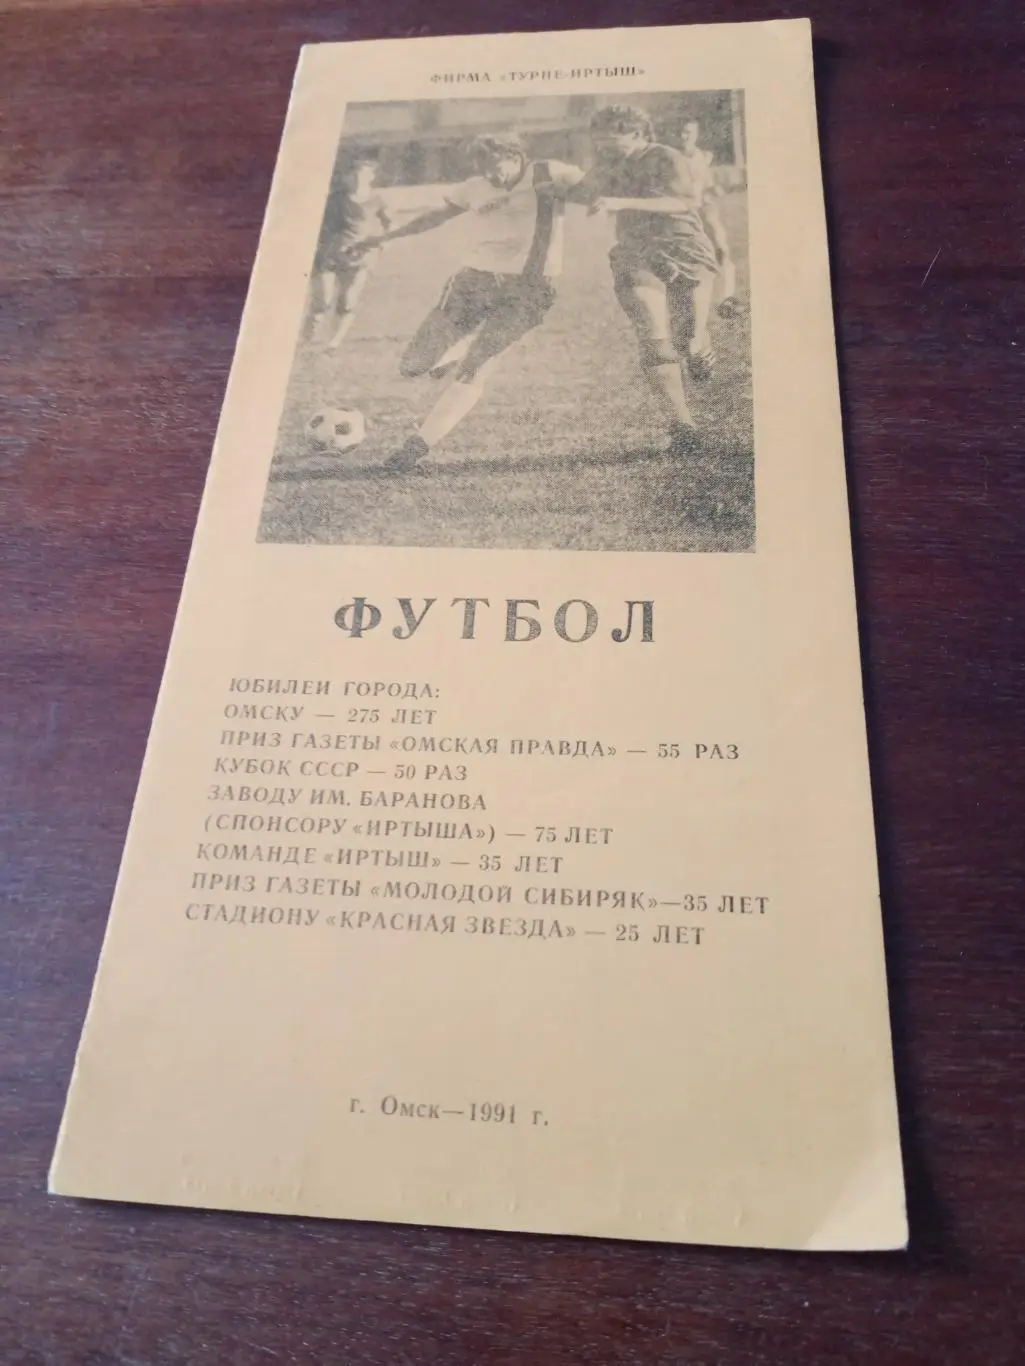 ФИРМА «ТУРНЕ-ИРТЫШ»
ФУТБОЛ
ЮБИЛЕИ ГОРОДА:
ОМСКУ — 275 ЛЕТ
ПРИЗ ГАЗЕТЫ «ОМСКАЯ ПРАВДА» — 55 РАЗ
КУБОК СССР — 50 РАЗ
ЗАВОДУ ИМ. БАРАНОВА
(СПОНСОРУ «ИРТЫША») — 75 ЛЕТ
КОМАНДЕ «ИРТЫШ» — 35 ЛЕТ
ПРИЗ ГАЗЕТЫ «МОЛОДОЙ СИБИРЯК»—35 ЛЕТ
СТАДИОНУ «КРАСНАЯ ЗВЕЗДА» — 25 ЛЕТ
г. Омск—1991 г.